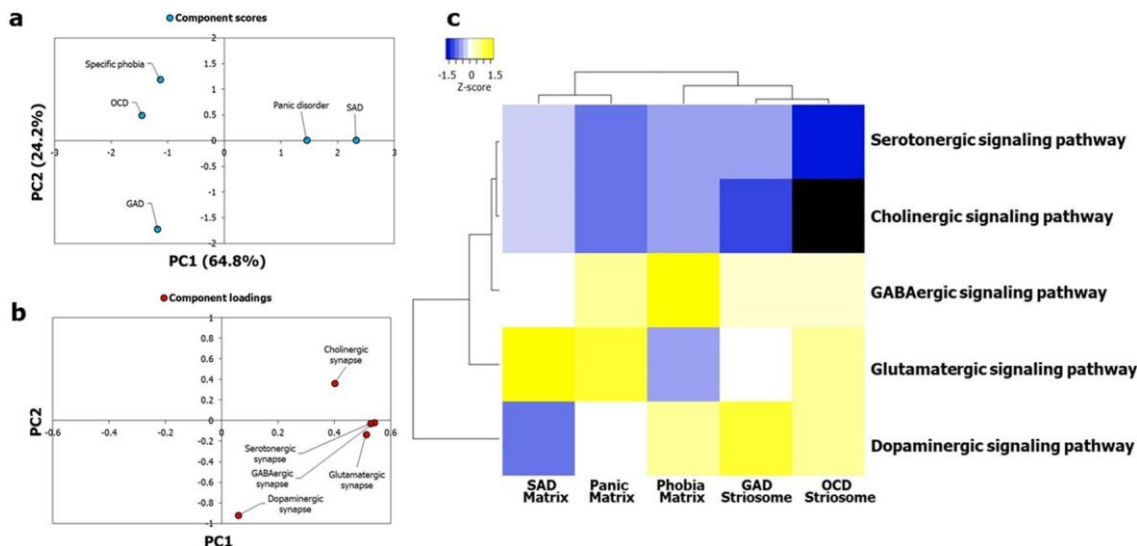 a
Component scores
Specific phobia
OCD
Panic disorder
SAD
GAD
2
1.5
1
0.5
0
-0.5
-1
-1.5
-2
-3
-2
-1
0
1
2
3
PC2 (24.2%)
PC1 (64.8%)
b
Component loadings
Cholinergic
synapse
Serotonergic
synapse
GABAergic
synapse
Glutamatergic
synapse
Dopaminergic
synapse
1
0.8
0.6
0.4
0.2
0
-0.2
-0.4
-0.6
-0.8
-1
-0.6
-0.4
-0.2
0
0.2
0.4
0.6
PC2
PC1
c
-1.5 0 1.5
Z-score
Serotonergic signaling pathway
Cholinergic signaling pathway
GABAergic signaling pathway
Glutamatergic signaling pathway
Dopaminergic signaling pathway
SAD
Matrix
Panic
Matrix
Phobia
Matrix
GAD
Striosome
OCD
Striosome